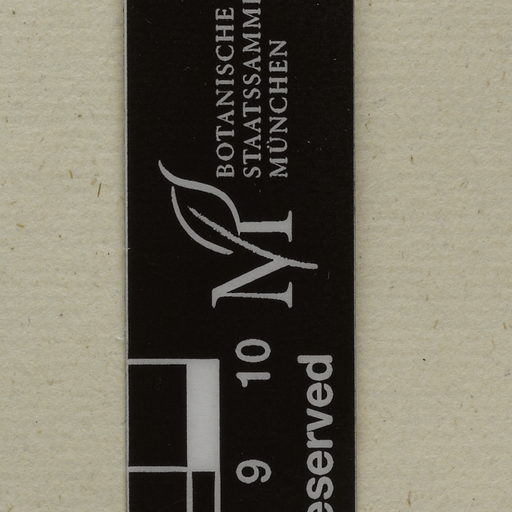 BOTANISCHE
STAATSSAMM
MÜNCHEN
9 10
eserved